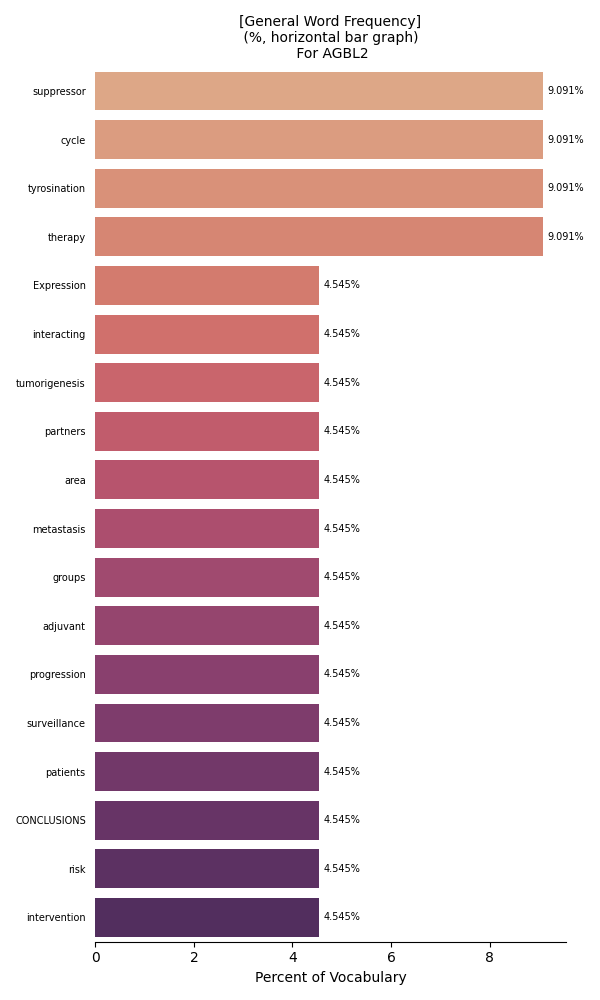 [General Word Frequency]
(%, horizontal bar graph)
For AGBL2
suppressor 9.091%
cycle 9.091%
tyrosination 9.091%
therapy 9.091%
Expression 4.545%
interacting 4.545%
tumorigenesis 4.545%
partners 4.545%
area 4.545%
metastasis 4.545%
groups 4.545%
adjuvant 4.545%
progression 4.545%
surveillance 4.545%
patients 4.545%
CONCLUSIONS 4.545%
risk 4.545%
intervention 4.545%
0 2 4 6 8
Percent of Vocabulary